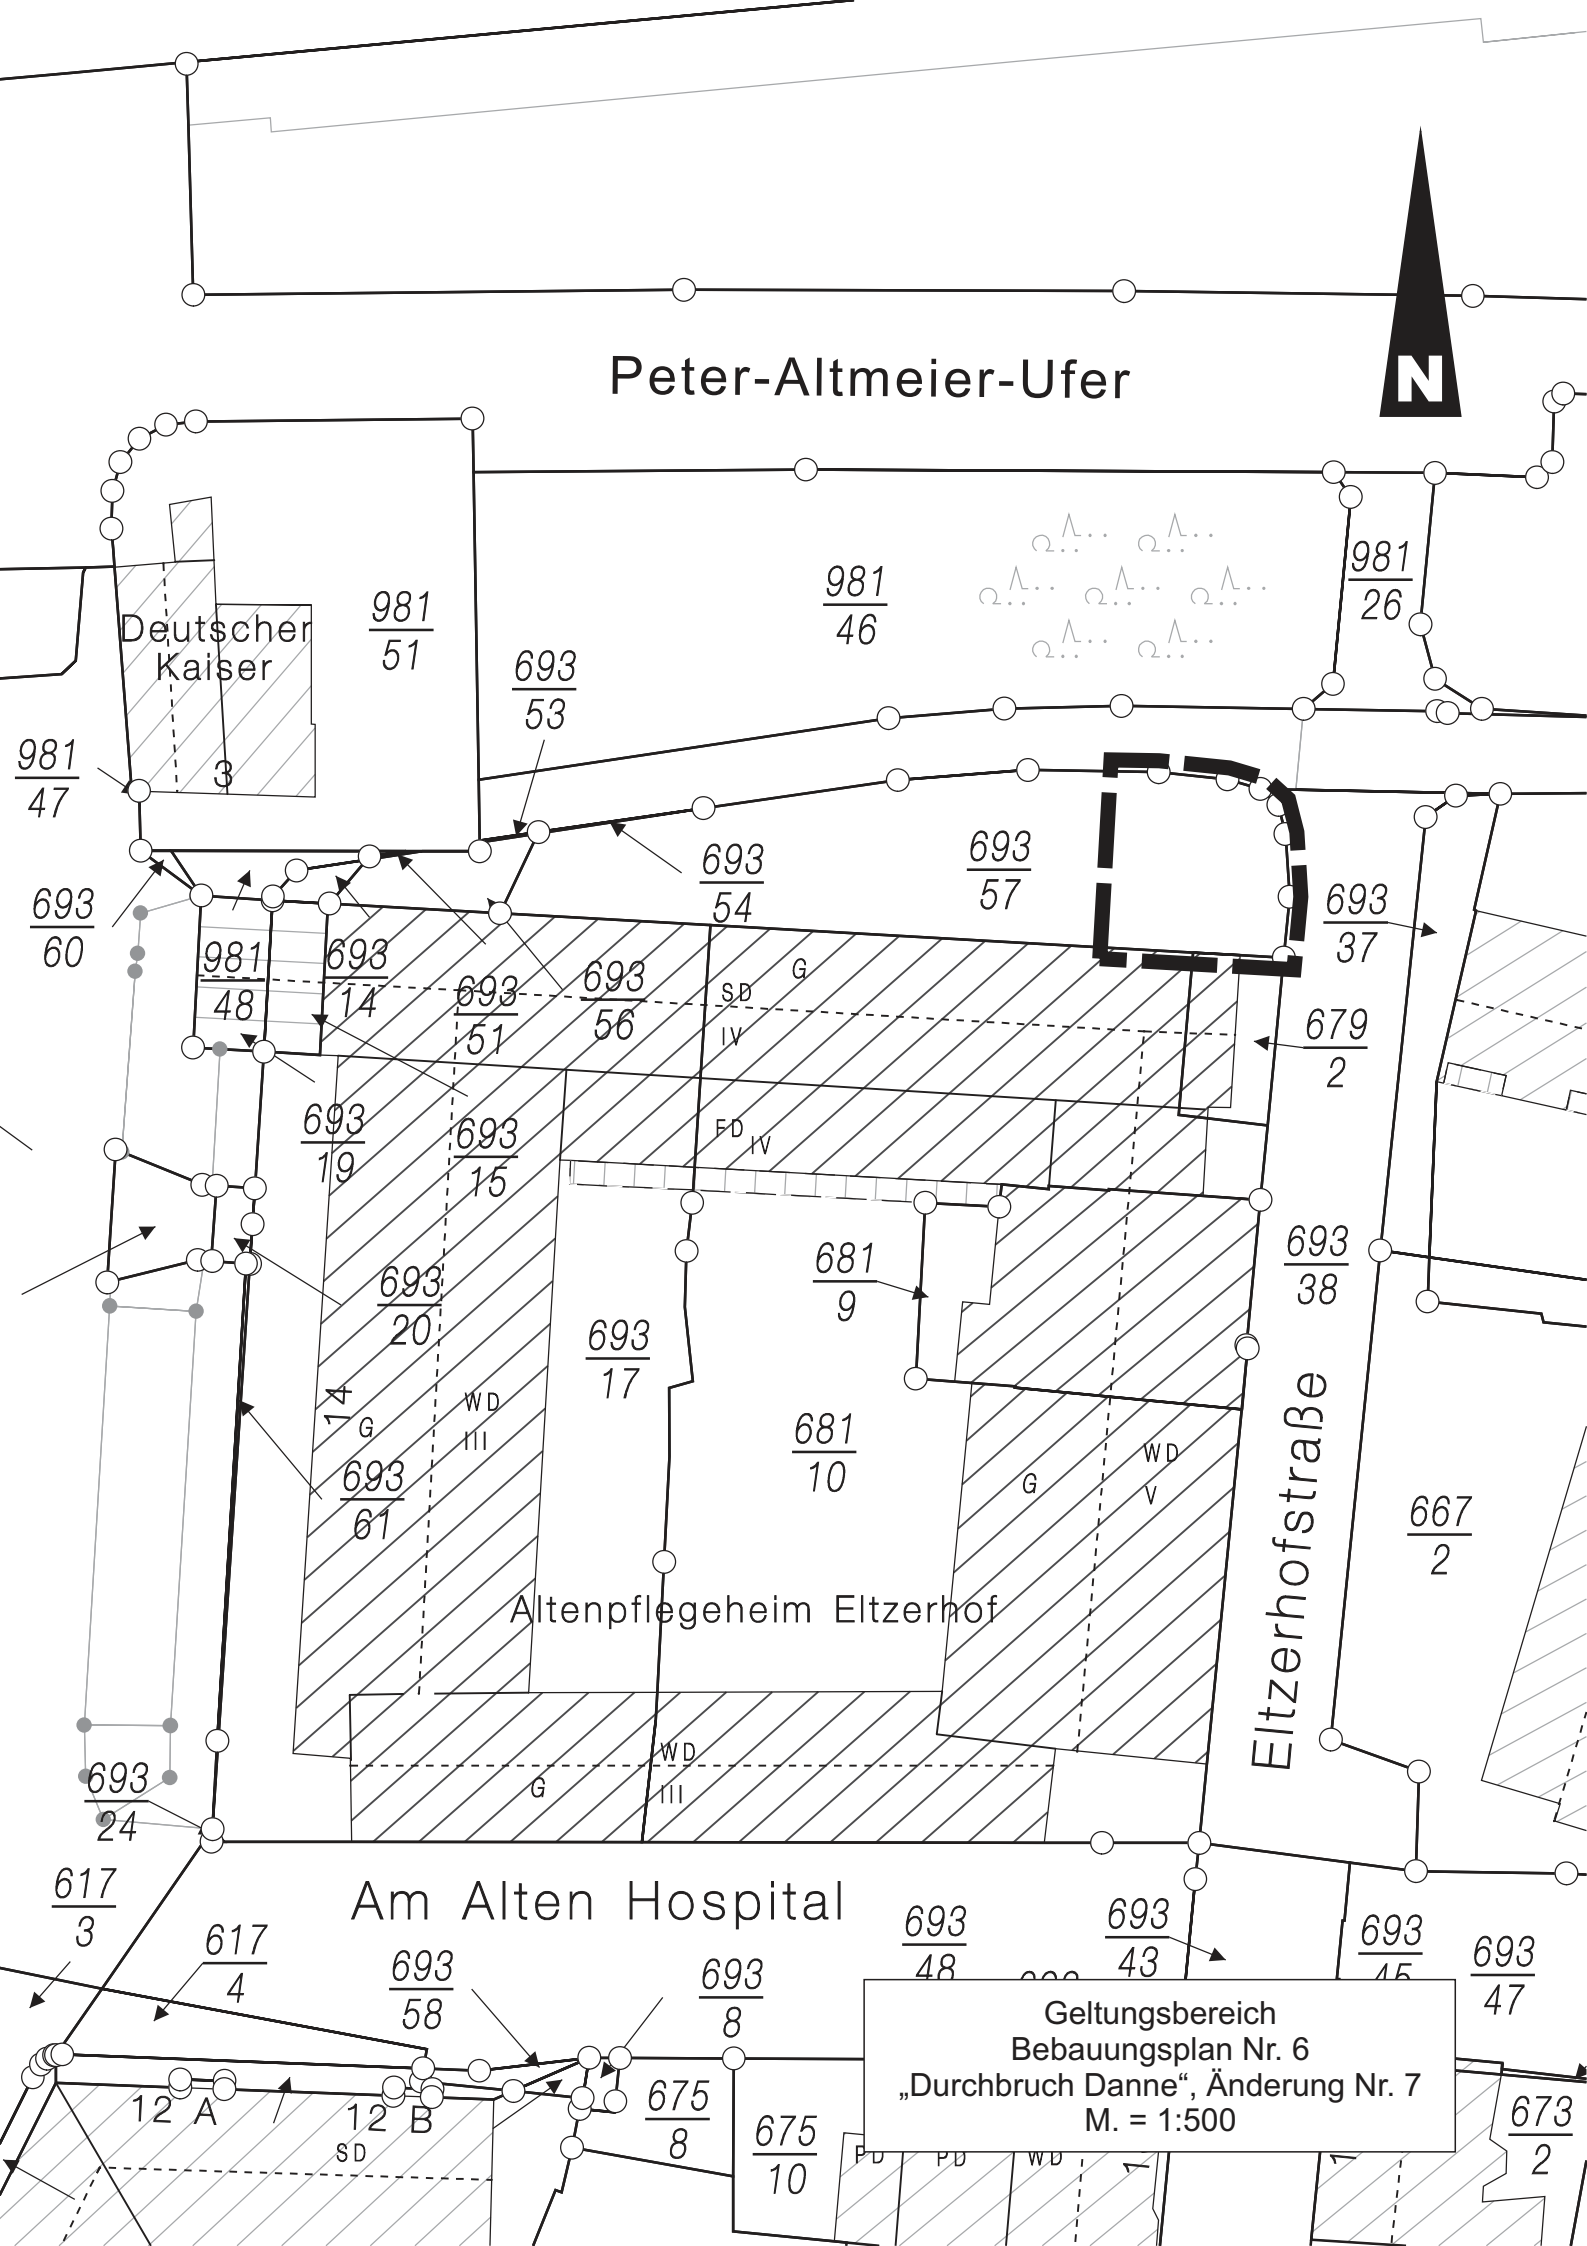 Peter-Altmeier-Ufer
N
981
46
981
26
981
51
Deutscher
Kaiser
3
693
53
981
47
693
60
693
54
693
57
693
37
981
48
693
14
693
51
693
56
G
SD
IV
679
2
693
19
693
15
FD
IV
693
38
681
9
693
20
693
17
14
G
WD
III
681
10
693
61
G
WD
V
Eltzerhofstraße
667
2
Altenpflegeheim Eltzerhof
WD
G
III
693
24
617
3
Am Alten Hospital
617
4
693
58
693
8
693
48
693
43
693
45
693
47
Geltungsbereich
Bebauungsplan Nr. 6
„Durchbruch Danne“, Änderung Nr. 7
M. = 1:500
12 A
12 B
SD
675
8
675
10
PD
PD
WD
673
2